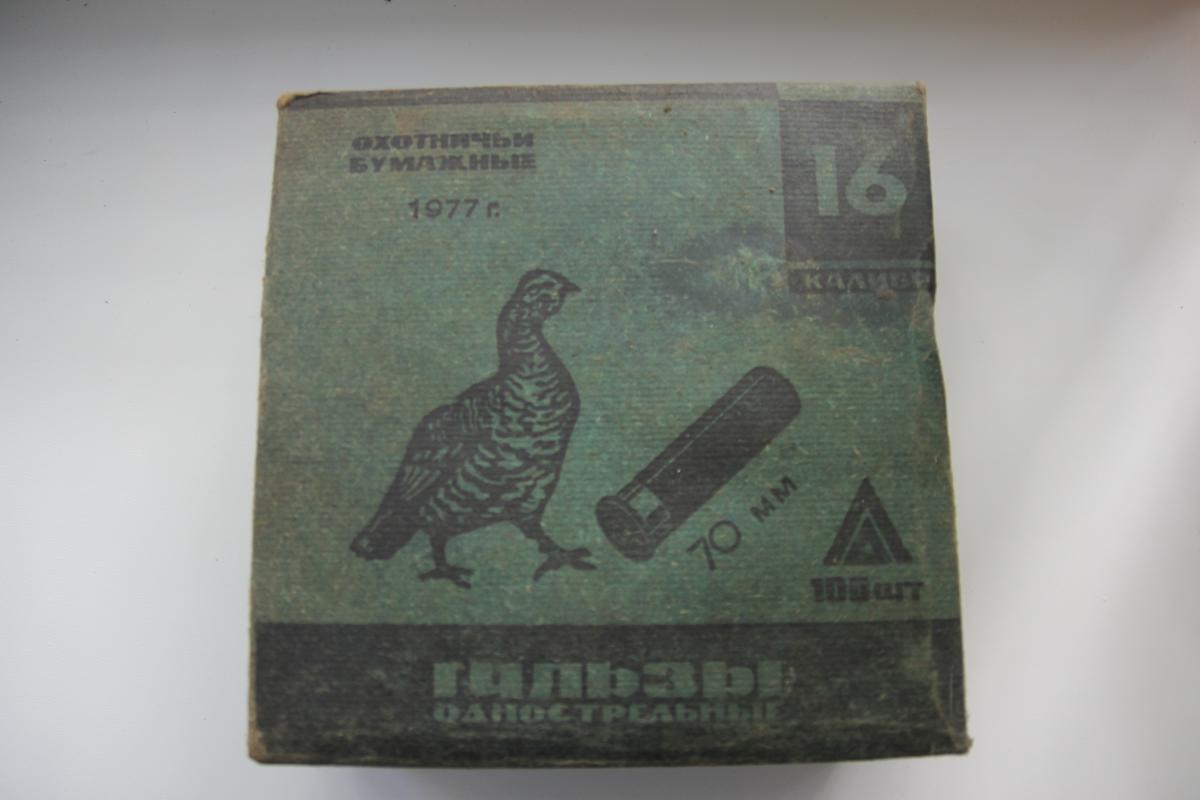 ОХОТНИЧЬИ
БУМАЖНЫЕ
1977 г.
16
КАЛИБР
70 мм
100 шт
ГИЛЬЗЫ
ОДНОСТРЕЛЬНЫЕ